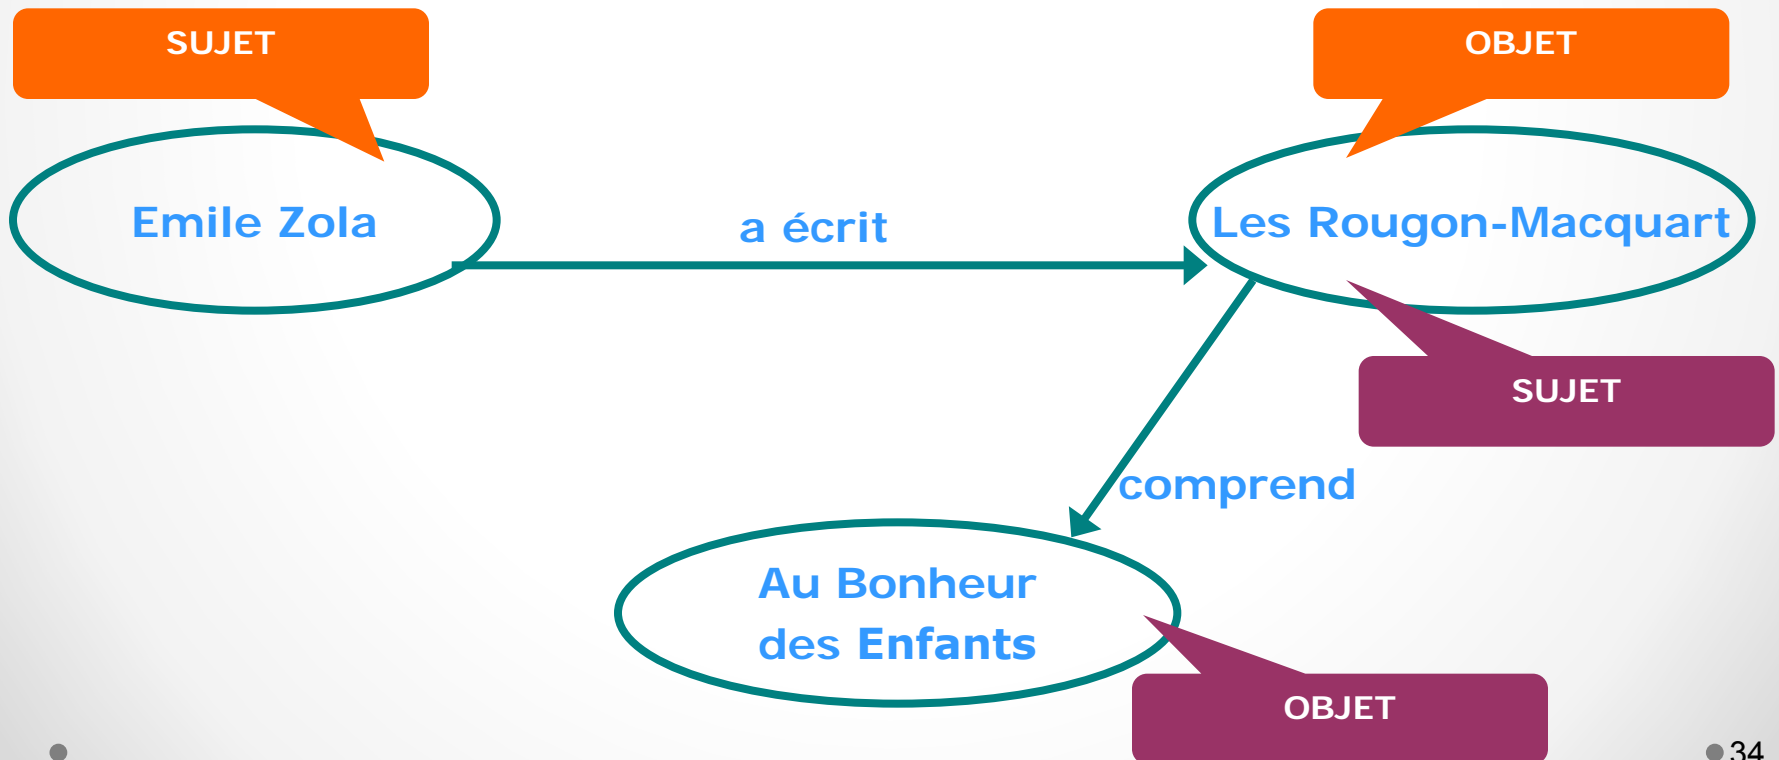 SUJET
OBJET
Emile Zola
a écrit
Les Rougon-Macquart
SUJET
comprend
Au Bonheur
des Enfants
OBJET
34